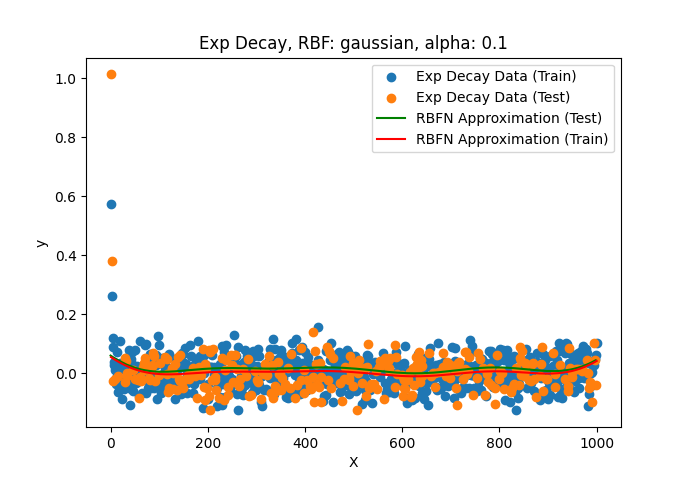 Exp Decay, RBF: gaussian, alpha: 0.1
Exp Decay Data (Train)
Exp Decay Data (Test)
RBFN Approximation (Test)
RBFN Approximation (Train)
1.0
0.8
0.6
0.4
0.2
0.0
y
0 200 400 600 800 1000
X